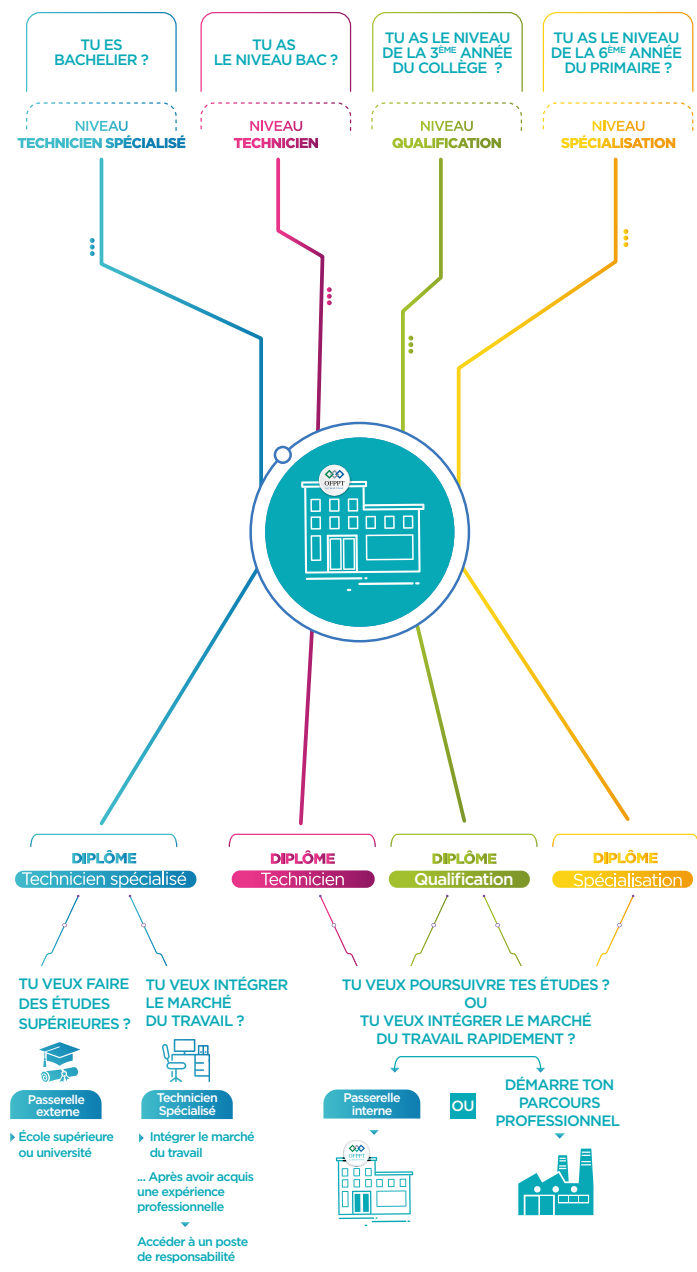 TU ES
BACHELIER ?
TU AS
LE NIVEAU BAC ?
TU AS LE NIVEAU
DE LA 3ÈME ANNÉE
DU COLLÈGE ?
TU AS LE NIVEAU
DE LA 6ÈME ANNÉE
DU PRIMAIRE ?
NIVEAU
TECHNICIEN SPÉCIALISÉ
NIVEAU
TECHNICIEN
NIVEAU
QUALIFICATION
NIVEAU
SPÉCIALISATION
OFPPT
DIPLÔME
Technicien spécialisé
DIPLÔME
Technicien
DIPLÔME
Qualification
DIPLÔME
Spécialisation
TU VEUX FAIRE
DES ÉTUDES
SUPÉRIEURES ?
Passerelle
externe
École supérieure
ou université
TU VEUX INTÉGRER
LE MARCHÉ
DU TRAVAIL ?
Technicien
Spécialisé
Intégrer le marché
du travail
... Après avoir acquis
une expérience
professionnelle
Accéder à un poste
de responsabilité
TU VEUX POURSUIVRE TES ÉTUDES ?
OU
TU VEUX INTÉGRER LE MARCHÉ
DU TRAVAIL RAPIDEMENT ?
Passerelle
interne
OFPPT
OU
DÉMARRE TON
PARCOURS
PROFESSIONNEL